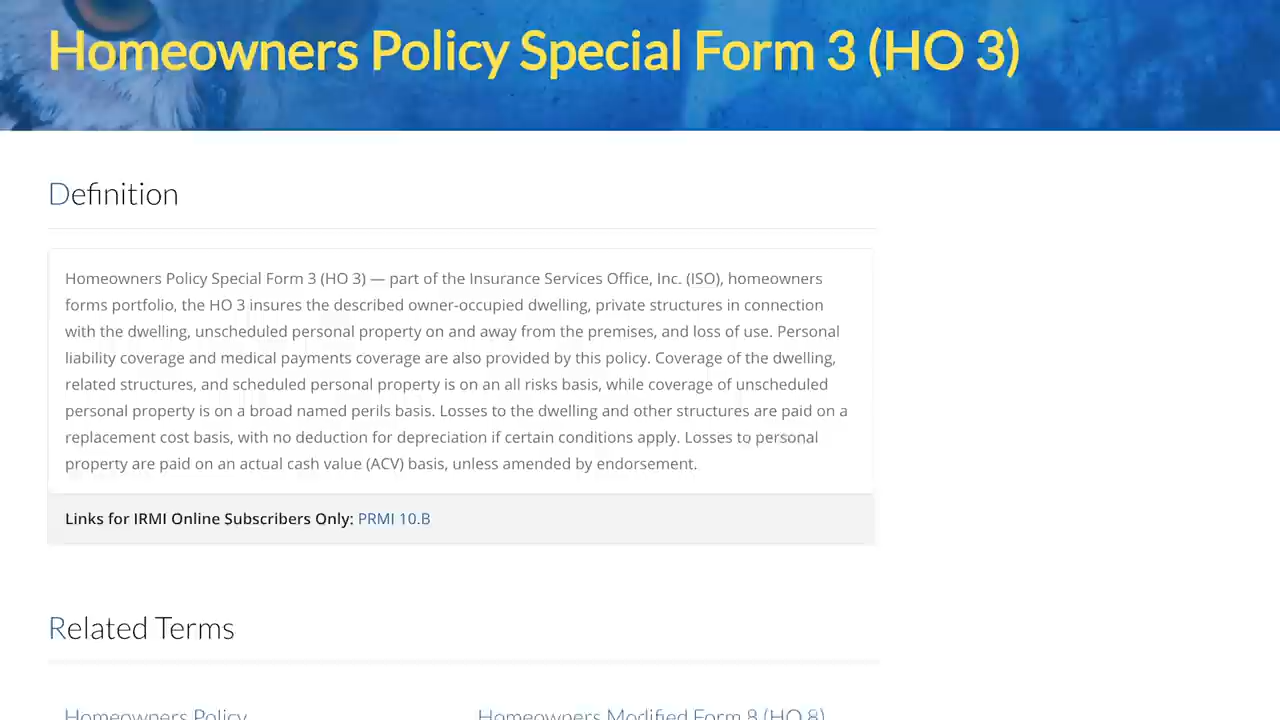 Homeowners Policy Special Form 3 (HO 3)
Definition
Homeowners Policy Special Form 3 (HO 3) — part of the Insurance Services Office, Inc. (ISO), homeowners
forms portfolio, the HO 3 insures the described owner-occupied dwelling, private structures in connection
with the dwelling, unscheduled personal property on and away from the premises, and loss of use. Personal
liability coverage and medical payments coverage are also provided by this policy. Coverage of the dwelling,
related structures, and scheduled personal property is on an all risks basis, while coverage of unscheduled
personal property is on a broad named perils basis. Losses to the dwelling and other structures are paid on a
replacement cost basis, with no deduction for depreciation if certain conditions apply. Losses to personal
property are paid on an actual cash value (ACV) basis, unless amended by endorsement.
Links for IRMI Online Subscribers Only: PRMI 10.B
Related Terms
Homeowners Policy
Homeowners Modified Form 8 (HO 8)